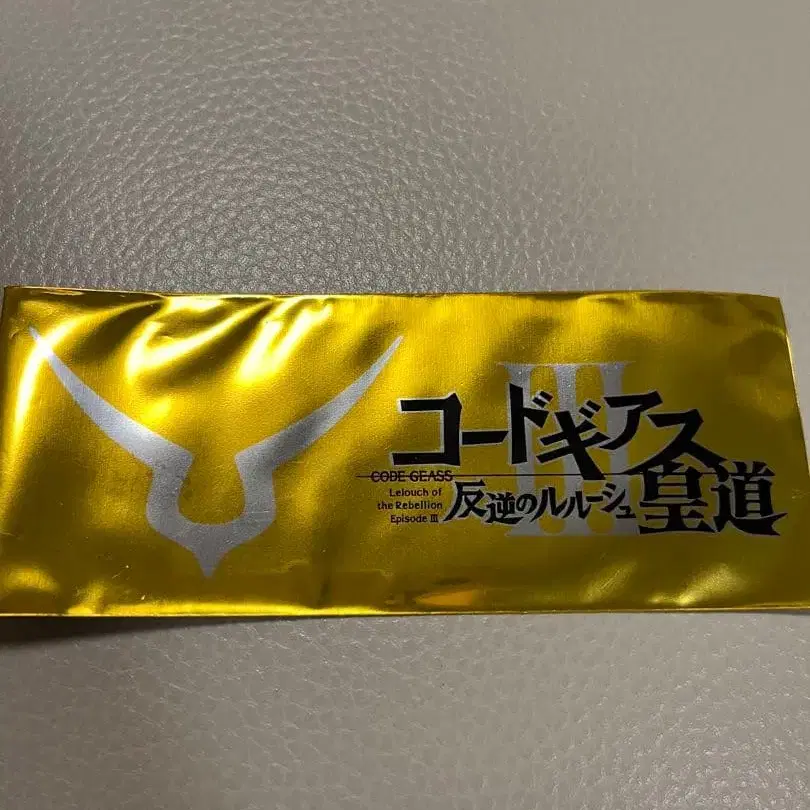 III
コードギアス
CODE GEASS
Lelouch of
the Rebellion
Episode III
反逆のルルーシュ
皇道